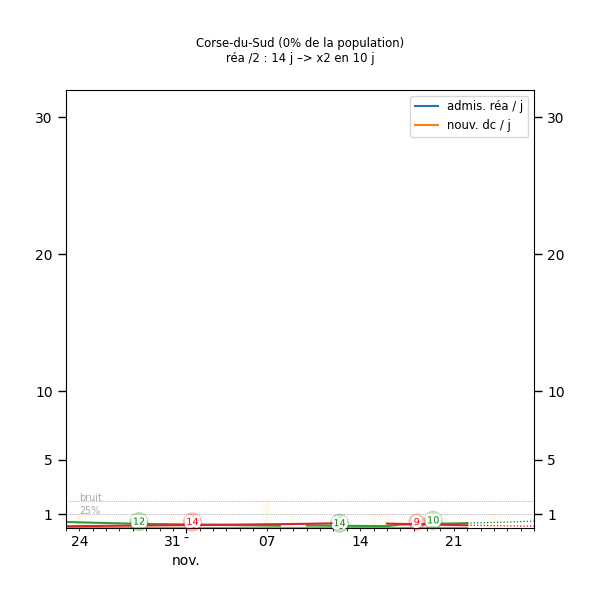 Corse-du-Sud (0% de la population)
réa /2 : 14 j –> x2 en 10 j
admis. réa / j
nouv. dc / j
30 30
20 20
10 10
5 5
bruit
25%
1 1
12 14 14 9 10
24 31 - 07 14 21
nov.